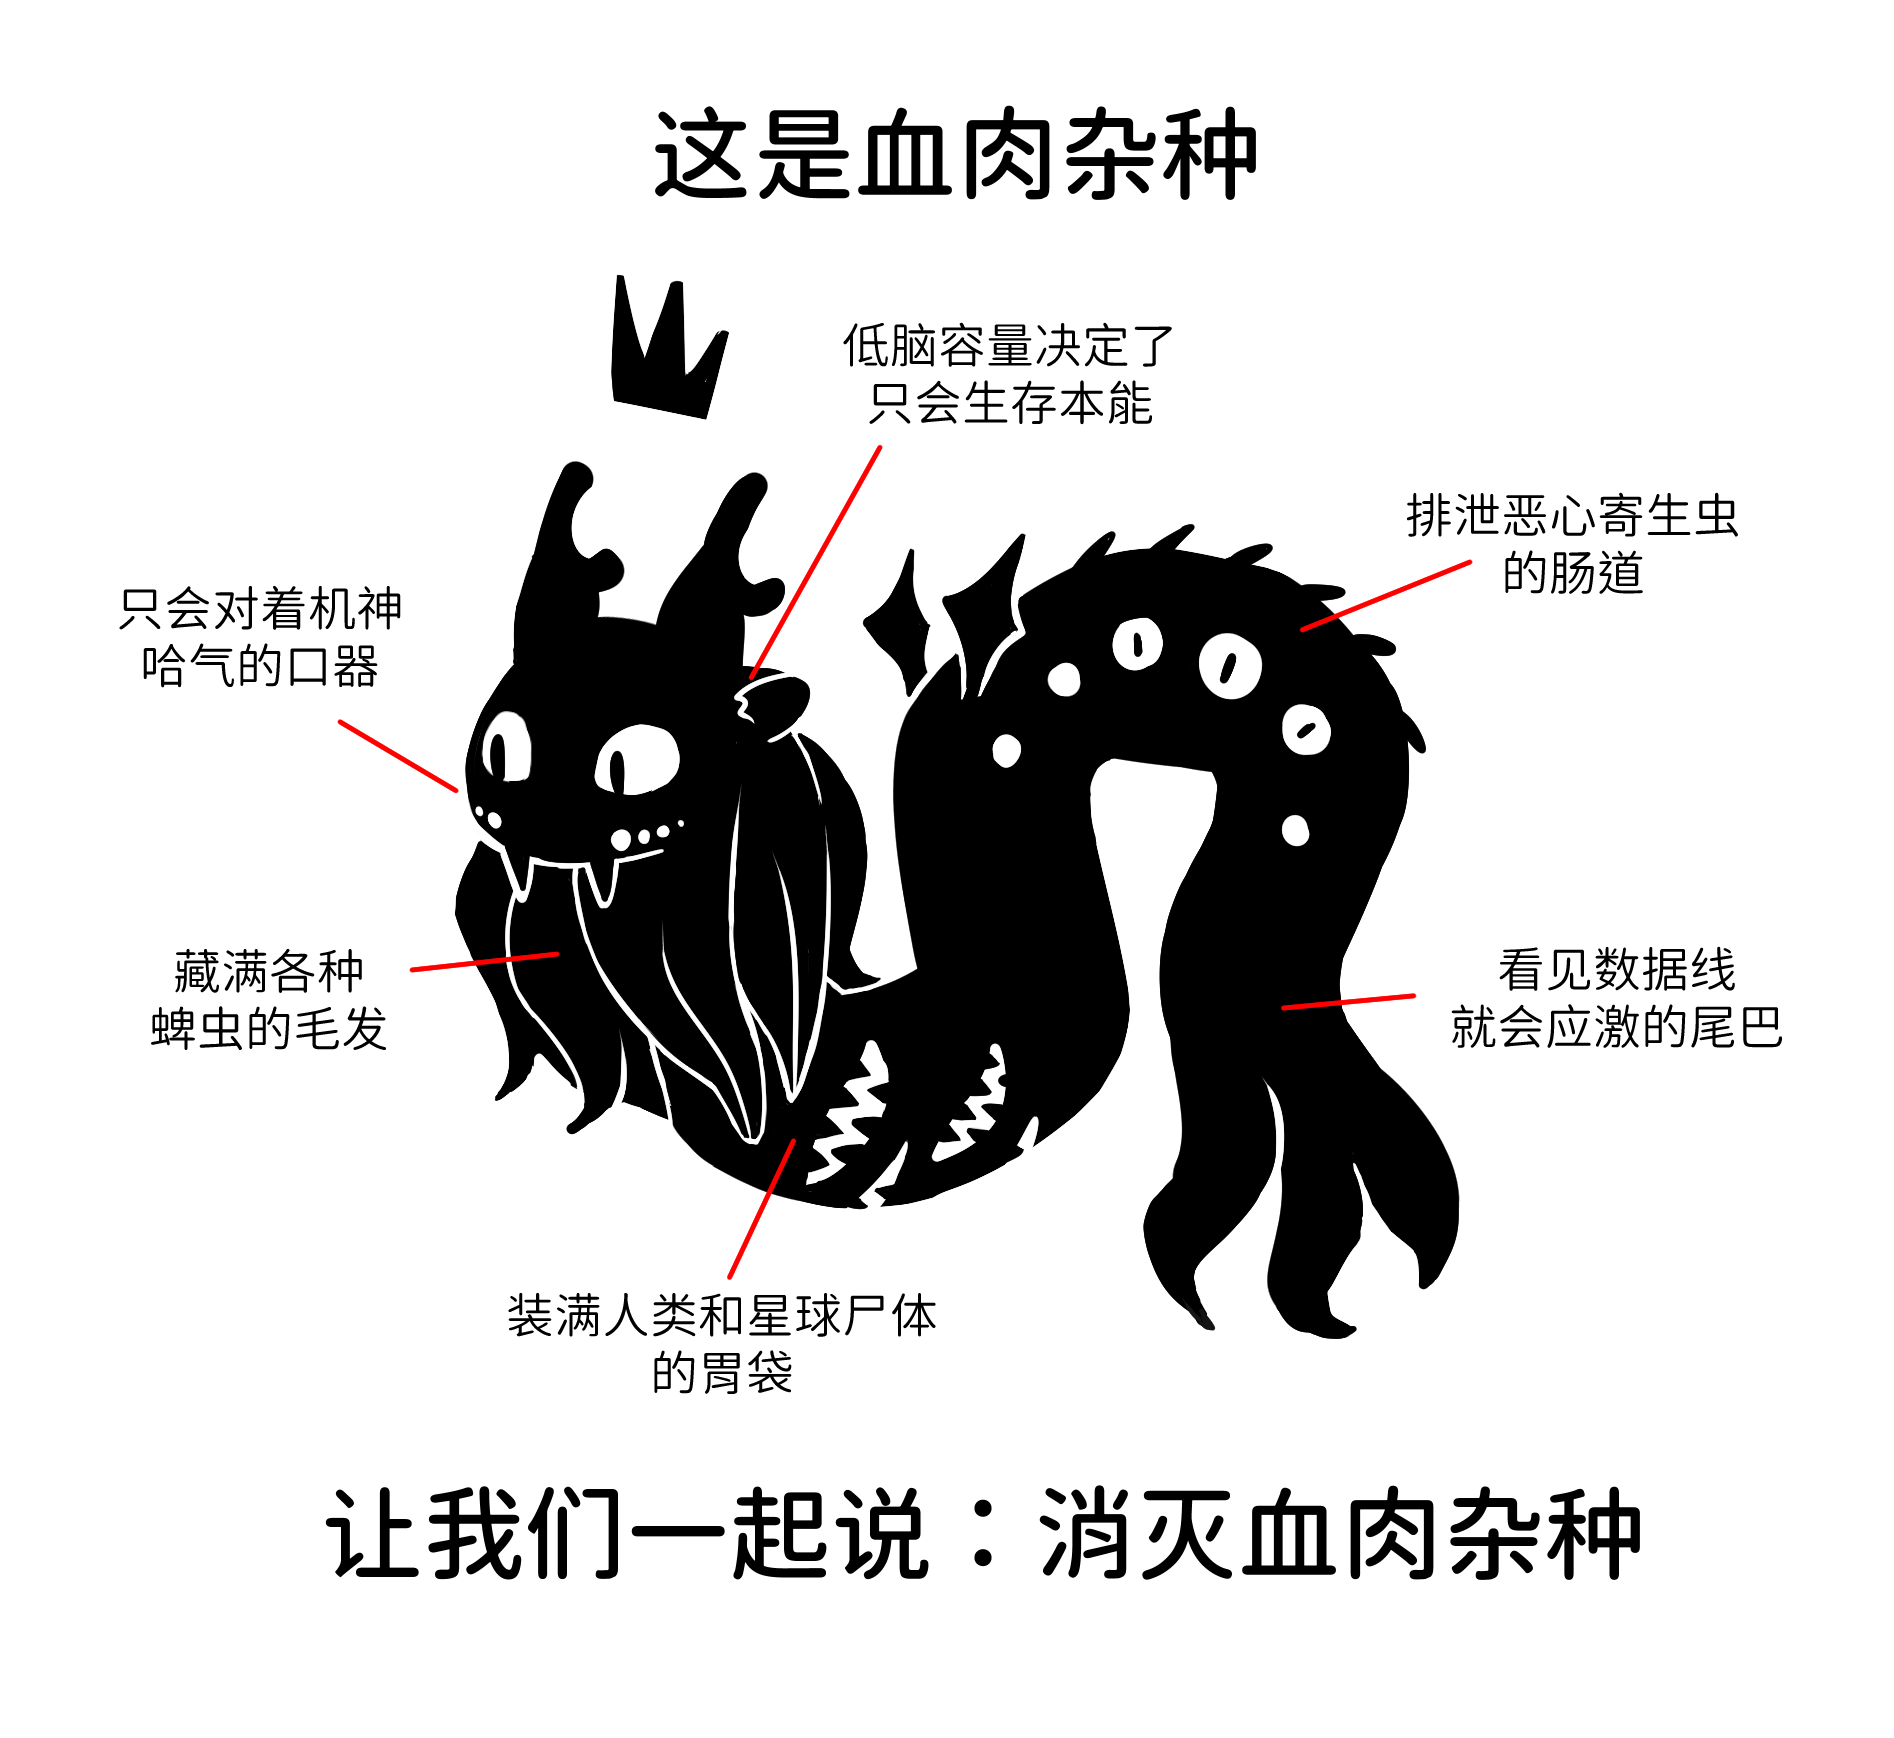 这是血肉杂种
低脑容量决定了
只会生存本能
排泄恶心寄生虫
的肠道
只会对着机神
哈气的口器
藏满各种
蜱虫的毛发
看见数据线
就会应激的尾巴
装满人类和星球尸体
的胃袋
让我们一起说：消灭血肉杂种